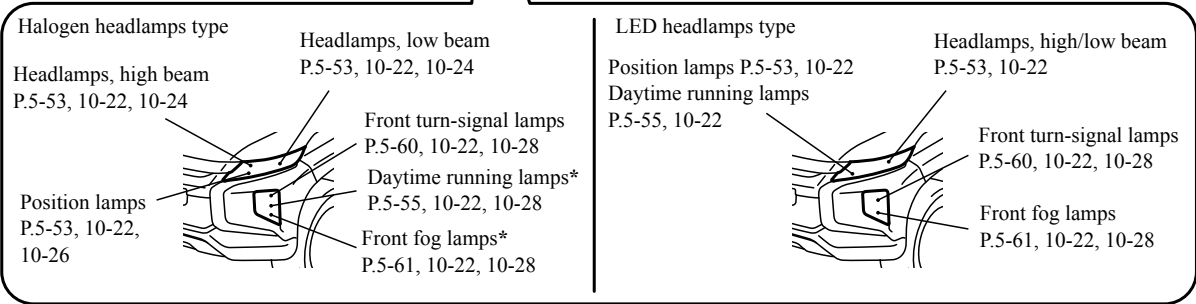 Halogen headlamps type
Headlamps, low beam
P.5-53, 10-22, 10-24
Headlamps, high beam
P.5-53, 10-22, 10-24
Front turn-signal lamps
P.5-60, 10-22, 10-28
Daytime running lamps*
P.5-55, 10-22, 10-28
Position lamps
P.5-53, 10-22,
10-26
Front fog lamps*
P.5-61, 10-22, 10-28
LED headlamps type
Headlamps, high/low beam
P.5-53, 10-22
Position lamps P.5-53, 10-22
Daytime running lamps
P.5-55, 10-22
Front turn-signal lamps
P.5-60, 10-22, 10-28
Front fog lamps
P.5-61, 10-22, 10-28